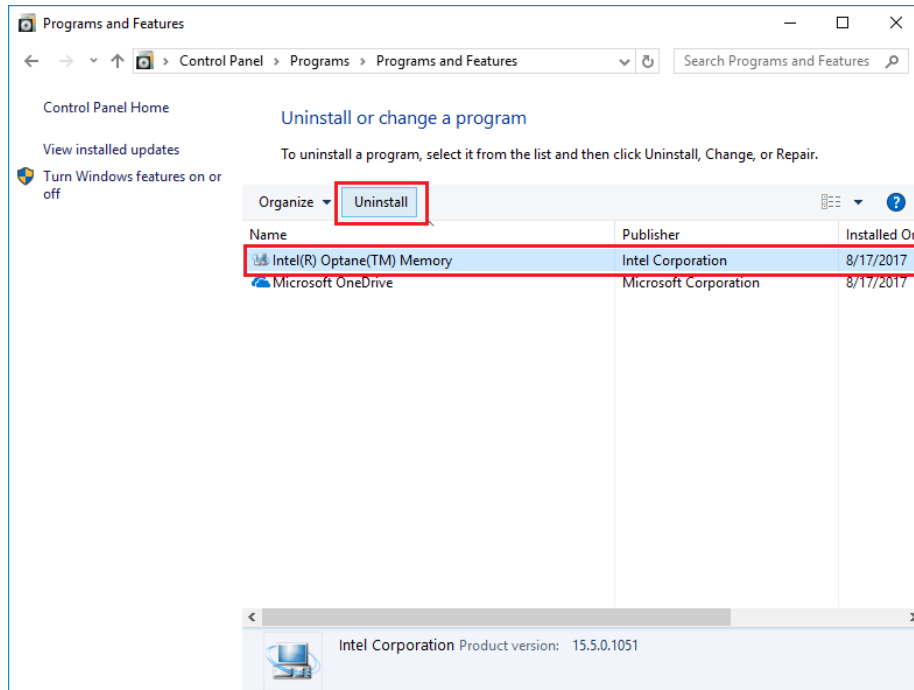 Programs and Features
Control Panel > Programs > Programs and Features
Search Programs and Features
Control Panel Home
View installed updates
Turn Windows features on or
off
Uninstall or change a program
To uninstall a program, select it from the list and then click Uninstall, Change, or Repair.
Organize Uninstall
Name Publisher Installed On
Intel(R) Optane(TM) Memory Intel Corporation 8/17/2017
Microsoft OneDrive Microsoft Corporation 8/17/2017
Intel Corporation Product version: 15.5.0.1051